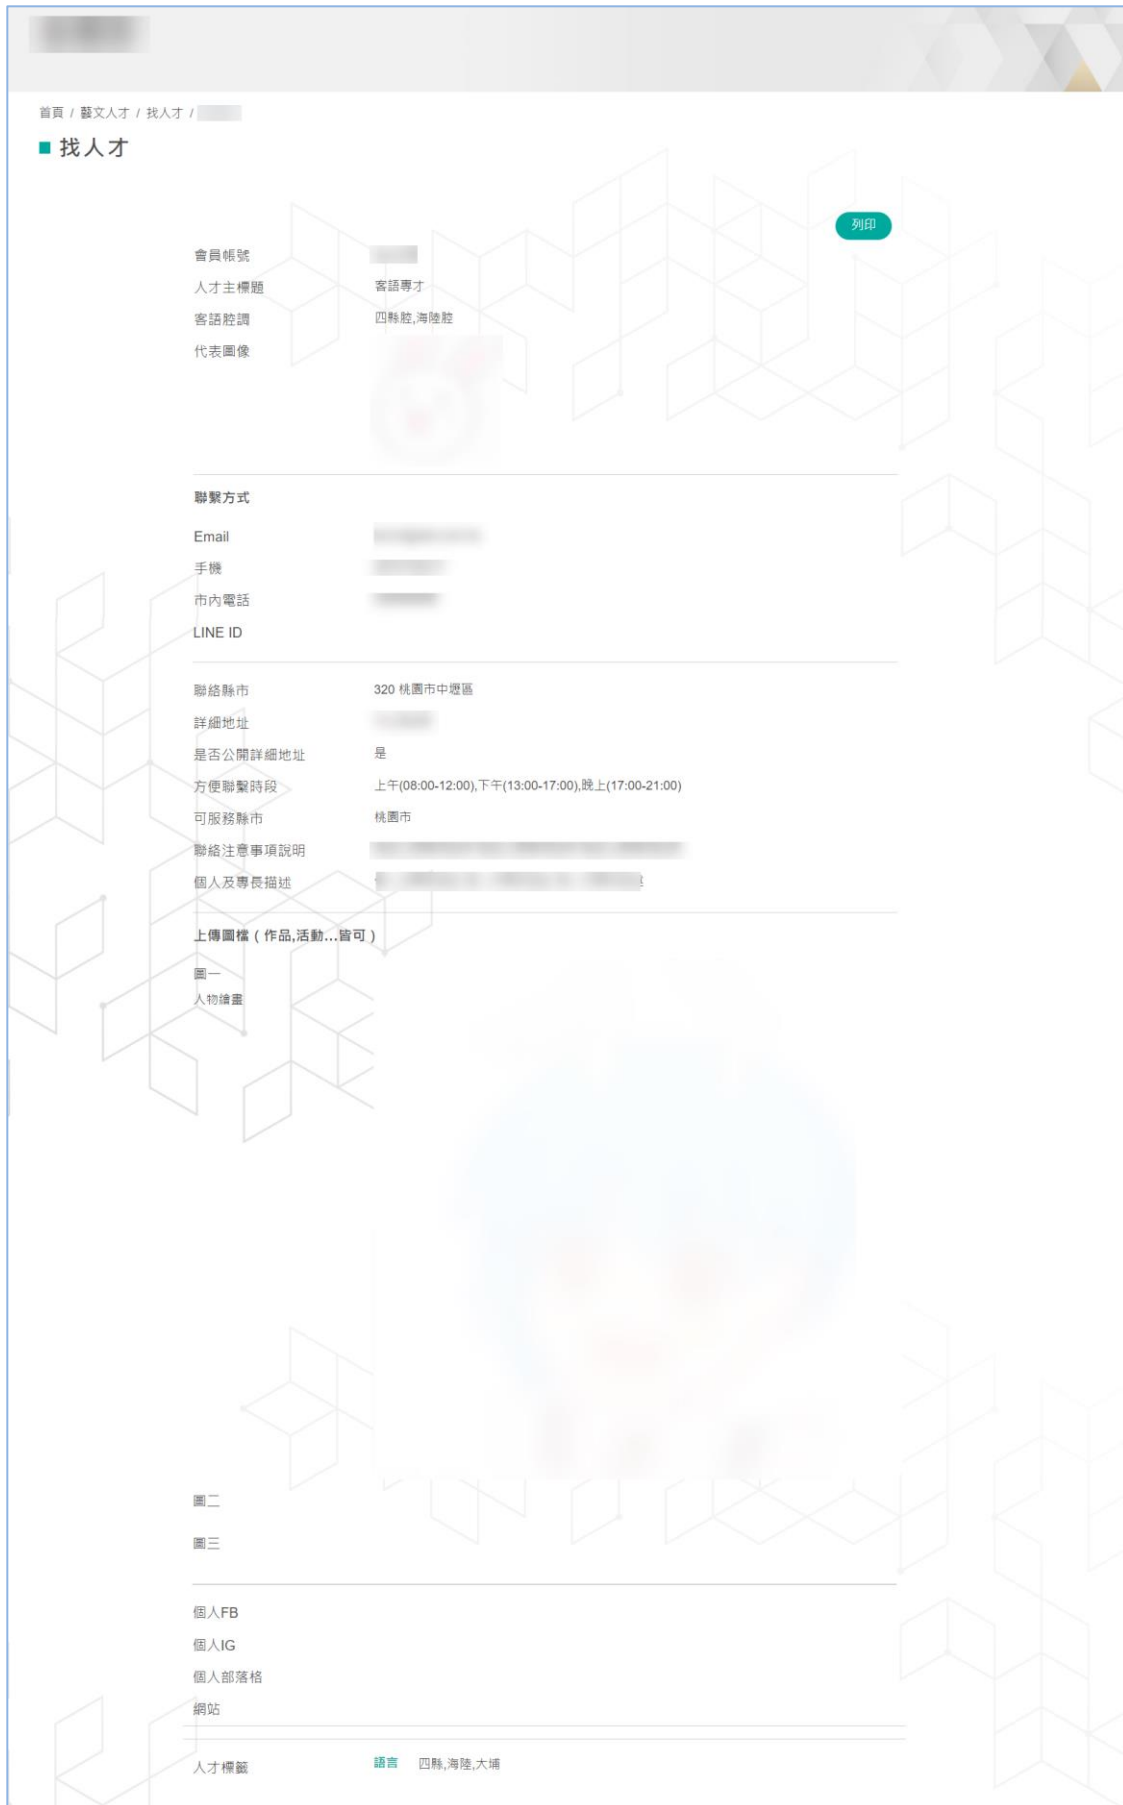 首頁 / 藝文人才 / 找人才 /
找人才
列印
會員帳號
人才主標題 客語專才
客語腔調 四縣腔,海陸腔
代表圖像
聯繫方式
Email
手機
市內電話
LINE ID
聯絡縣市 320 桃園市中壢區
詳細地址
是否公開詳細地址 是
方便聯繫時段 上午(08:00-12:00),下午(13:00-17:00),晚上(17:00-21:00)
可服務縣市 桃園市
聯絡注意事項說明
個人及專長描述
上傳圖檔 ( 作品,活動...皆可 )
圖一
人物繪畫
圖二
圖三
個人FB
個人IG
個人部落格
網站
人才標籤 語言 四縣,海陸,大埔